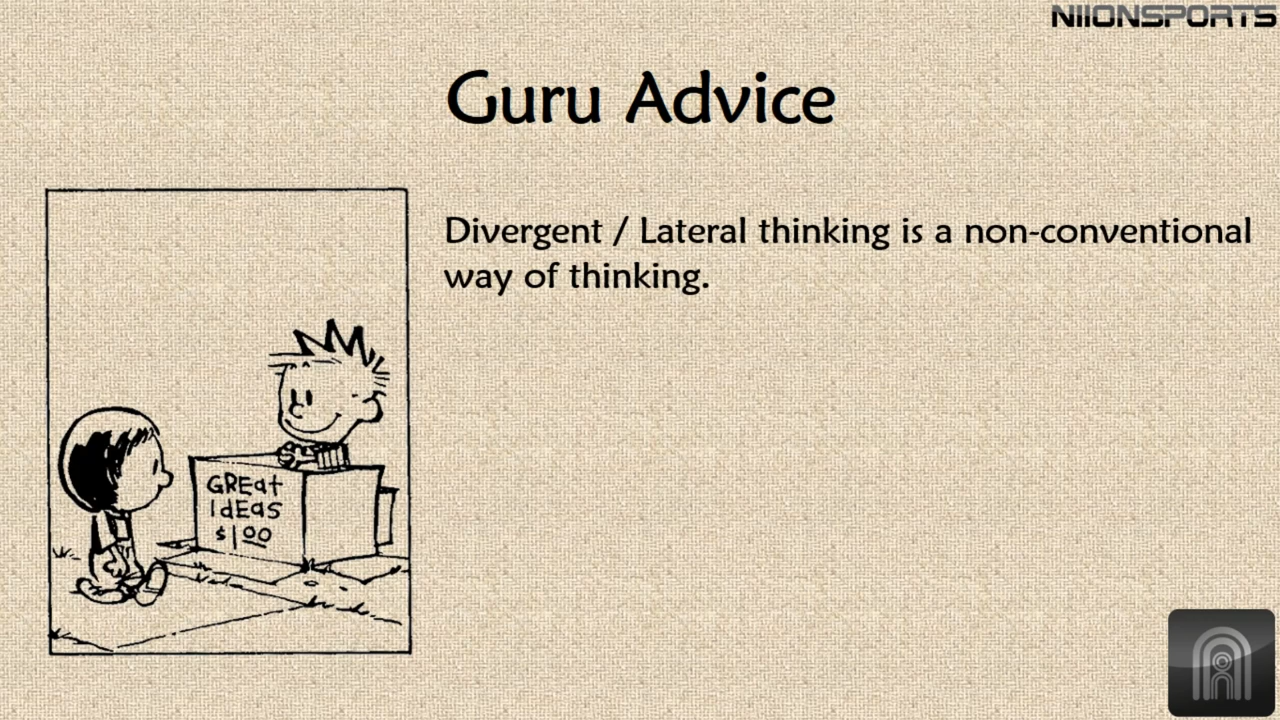 NIIONSPORTS
Guru Advice
Divergent / Lateral thinking is a non-conventional
way of thinking.
GREat
IdEaS
$1.00